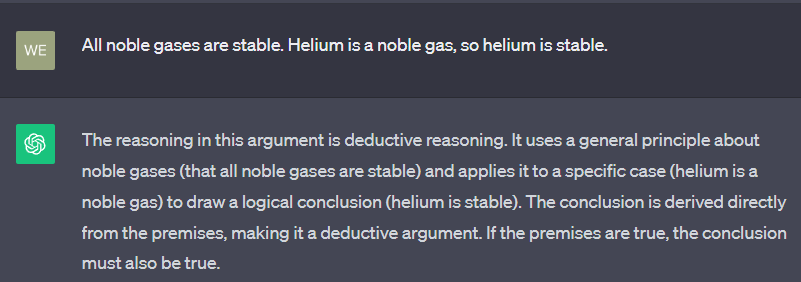 WE
All noble gases are stable. Helium is a noble gas, so helium is stable.
The reasoning in this argument is deductive reasoning. It uses a general principle about
noble gases (that all noble gases are stable) and applies it to a specific case (helium is a
noble gas) to draw a logical conclusion (helium is stable). The conclusion is derived directly
from the premises, making it a deductive argument. If the premises are true, the conclusion
must also be true.